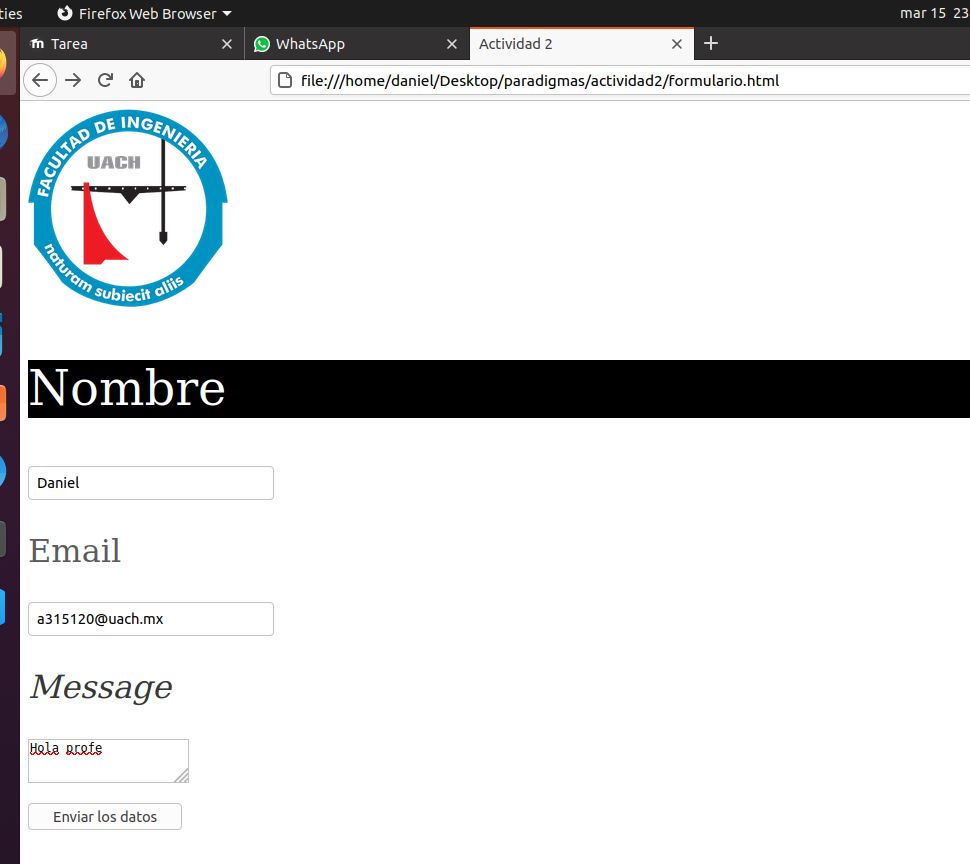 ties Firefox Web Browser mar 15 23
Tarea WhatsApp Actividad 2
file:///home/daniel/Desktop/paradigmas/actividad2/formulario.html
FACULTAD DE INGENIERIA
UACH
naturam subiecit aliis
Nombre
Daniel
Email
a315120@uach.mx
Message
Hola profe
Enviar los datos